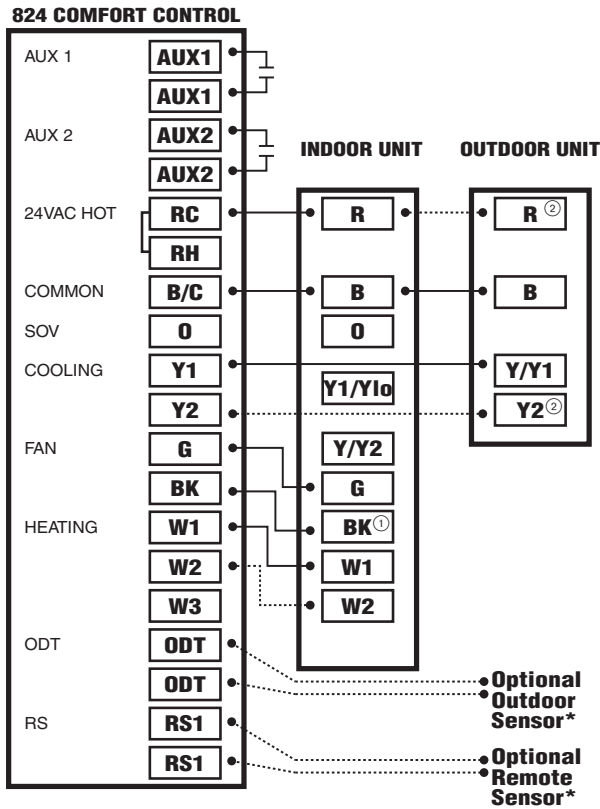 824 COMFORT CONTROL
AUX 1
AUX1
AUX1
AUX 2
AUX2
AUX2
INDOOR UNIT
OUTDOOR UNIT
24VAC HOT
RC
R
R ②
RH
COMMON
B/C
B
B
SOV
O
O
COOLING
Y1
Y1/Ylo
Y/Y1
Y2
Y2②
FAN
G
Y/Y2
BK
G
HEATING
W1
BK①
W2
W1
W3
W2
ODT
ODT
ODT
Optional
Outdoor
Sensor*
RS
RS1
RS1
Optional
Remote
Sensor*